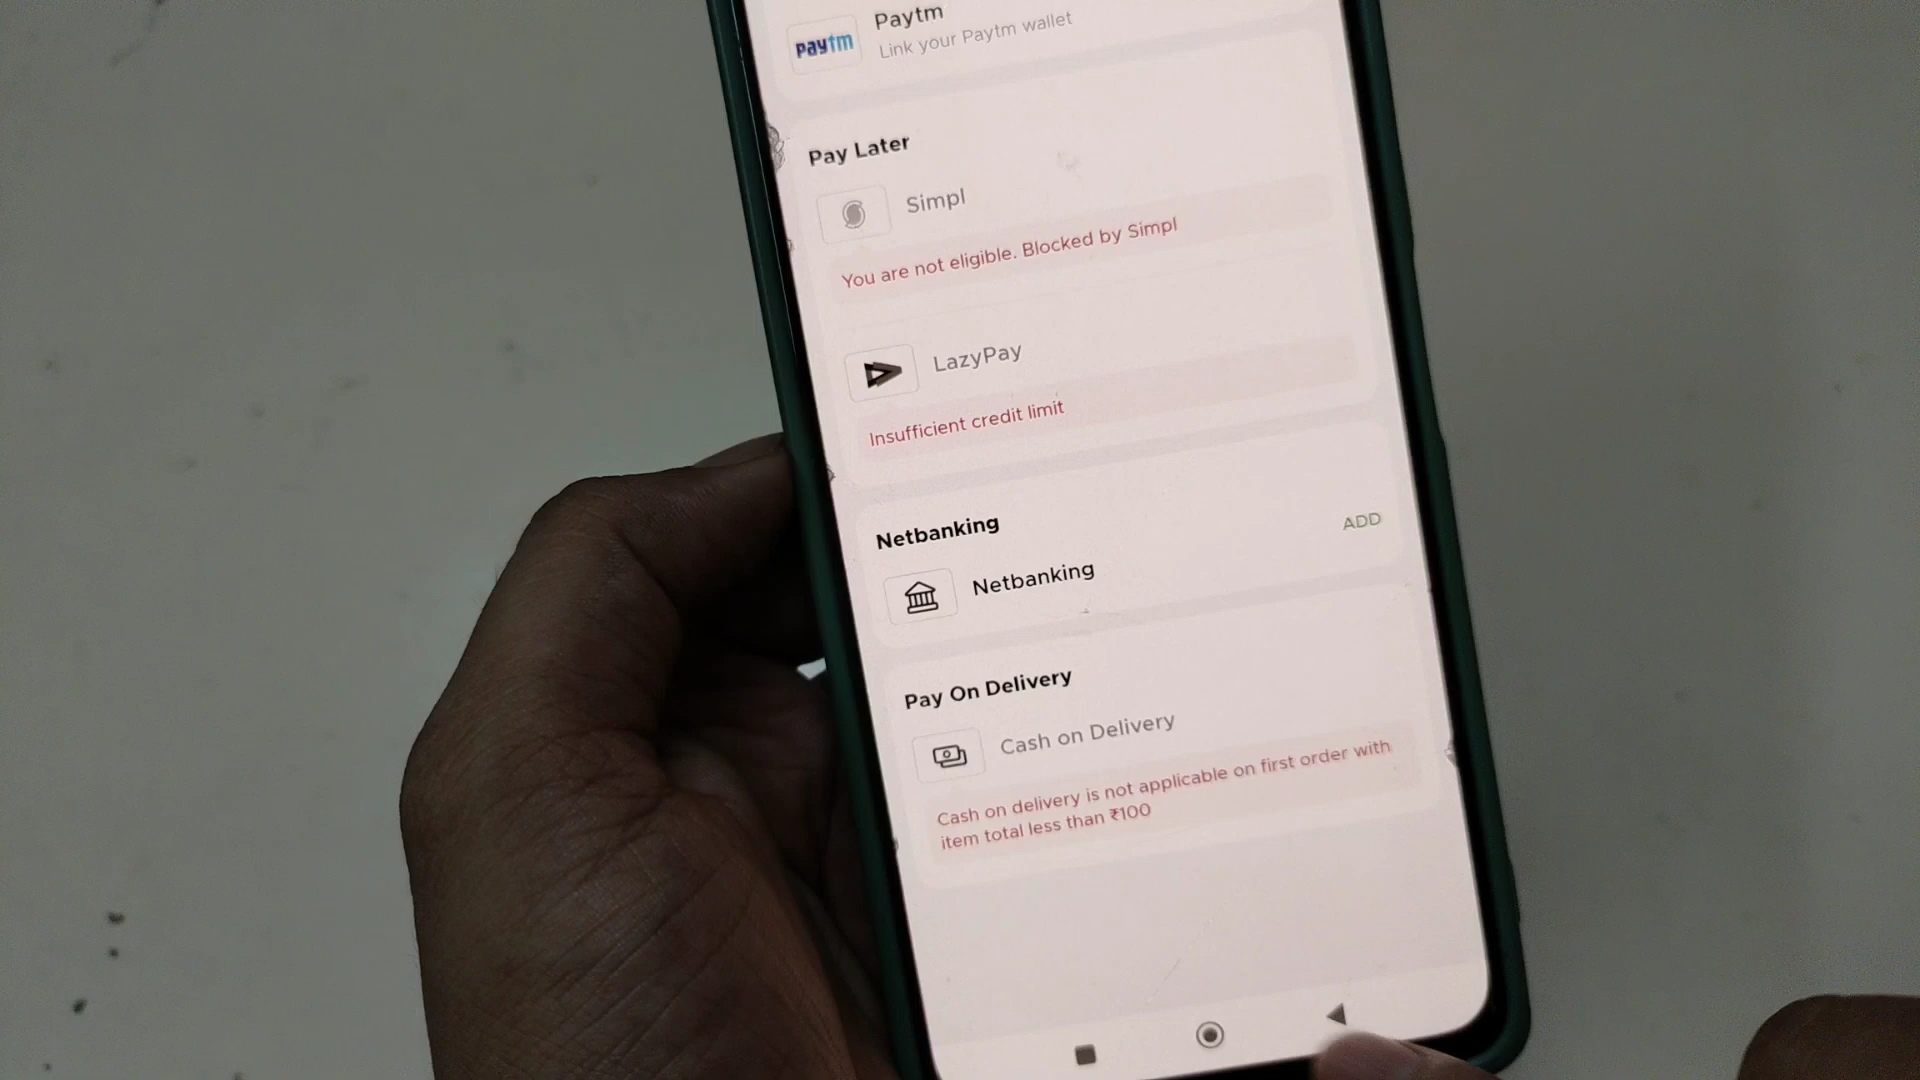 Paytm
paytm
Link your Paytm wallet
Pay Later
Simpl
You are not eligible. Blocked by Simpl
LazyPay
Insufficient credit limit
Netbanking
ADD
Netbanking
Pay On Delivery
Cash on Delivery
Cash on delivery is not applicable on first order with
item total less than ₹100